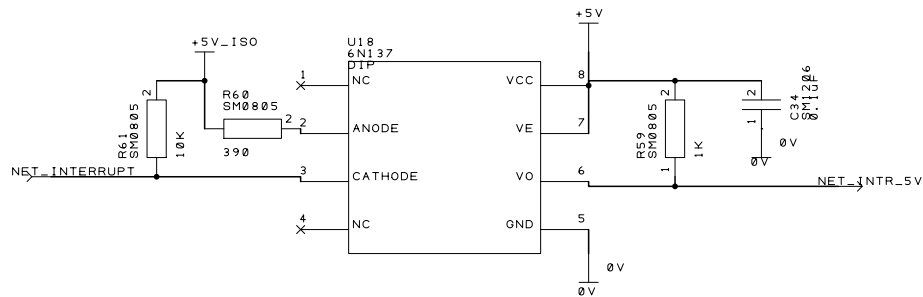 +5V
+5V_ISO
U18
6N137
DIP
1
NC
VCC
8
2
R60
SM0805
2
2
ANODE
VE
7
390
R61
SM0805
10K
2
1
R59
SM0805
1K
2
1
C34
SM1206
0.1uF
0V
0V
NET_INTERRUPT
3
CATHODE
VO
6
NET_INTR_5V
4
NC
GND
5
0V
0V